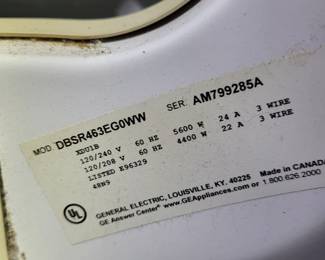 MOD. DBSR463EG0WW SER. AM799285A
XDU1B
120/240 V 60 HZ 5600 W 24 A 3 WIRE
120/208 V 60 HZ 4400 W 22 A 3 WIRE
LISTED E96329
48N9
UL
GENERAL ELECTRIC, LOUISVILLE, KY. 40225 Made in CANADA
GE Answer Center® www.GEAppliances.com or 1.800.626.2000